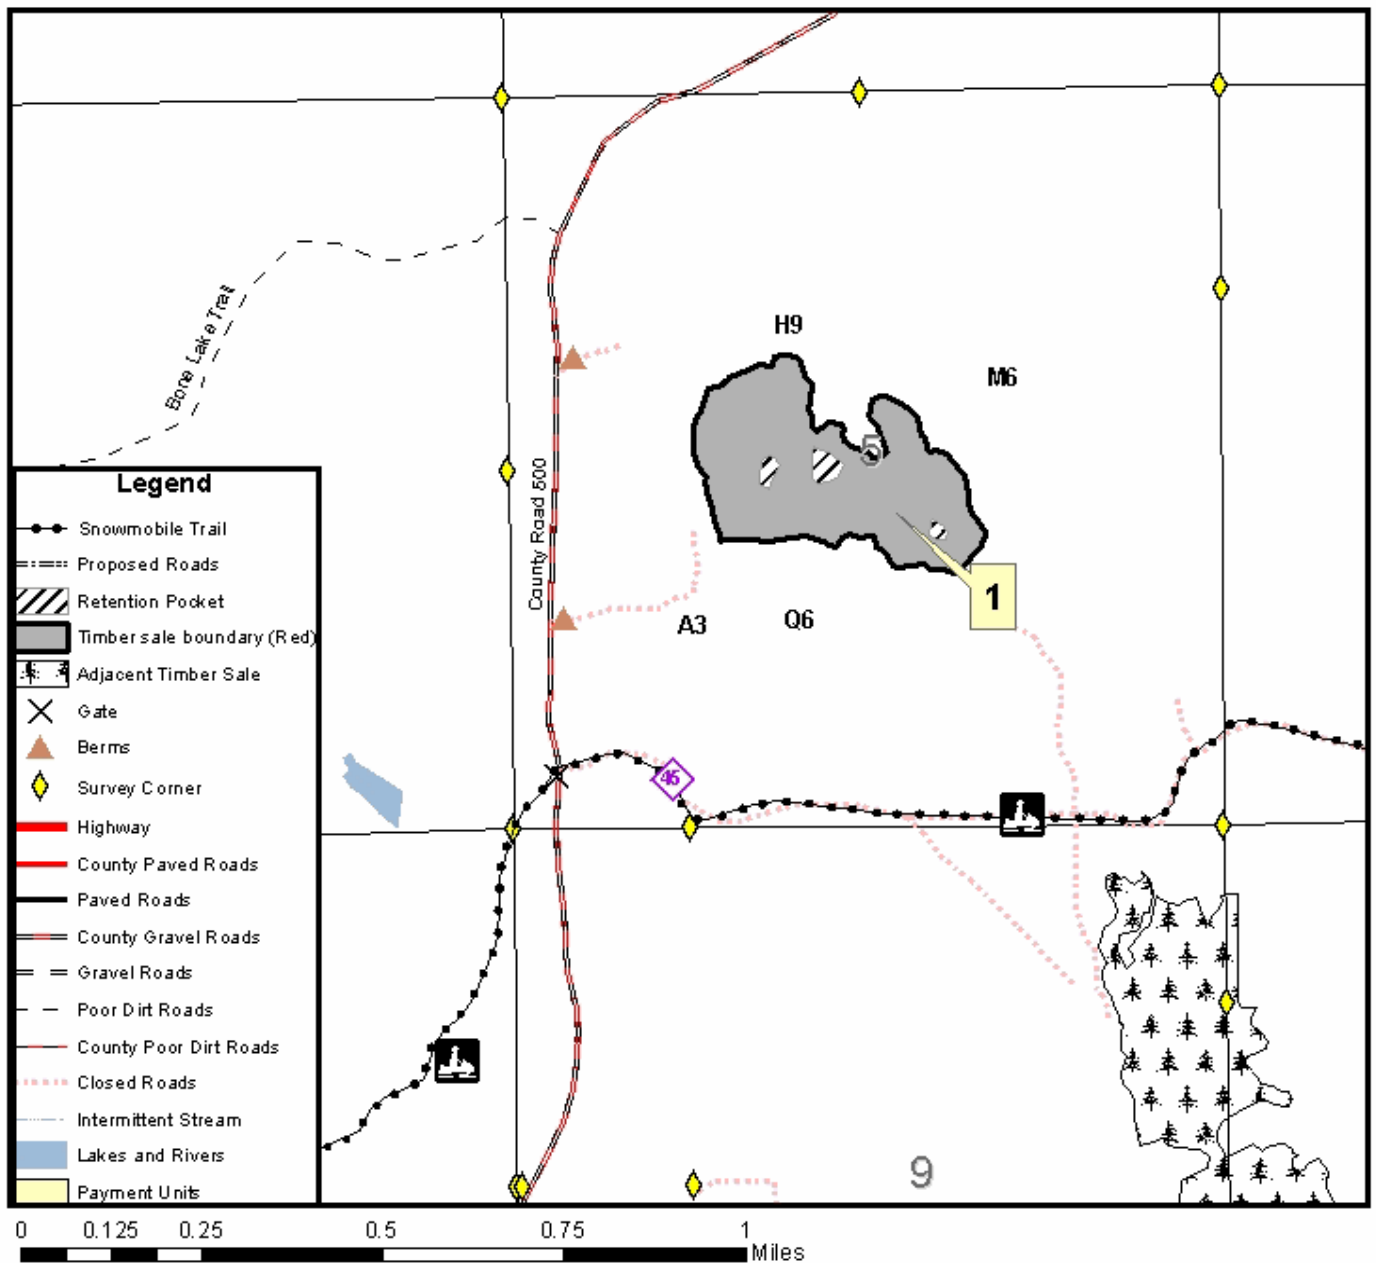 H9
M6
Bone Lake Trail
5
County Road 500
1
A3
Q6
45
9
Legend
Snowmobile Trail
Proposed Roads
Retention Pocket
Timber sale boundary (Red)
Adjacent Timber Sale
Gate
Berms
Survey Corner
Highway
County Paved Roads
Paved Roads
County Gravel Roads
Gravel Roads
Poor Dirt Roads
County Poor Dirt Roads
Closed Roads
Intermittent Stream
Lakes and Rivers
Payment Units
0 0.125 0.25 0.5 0.75 1
Miles